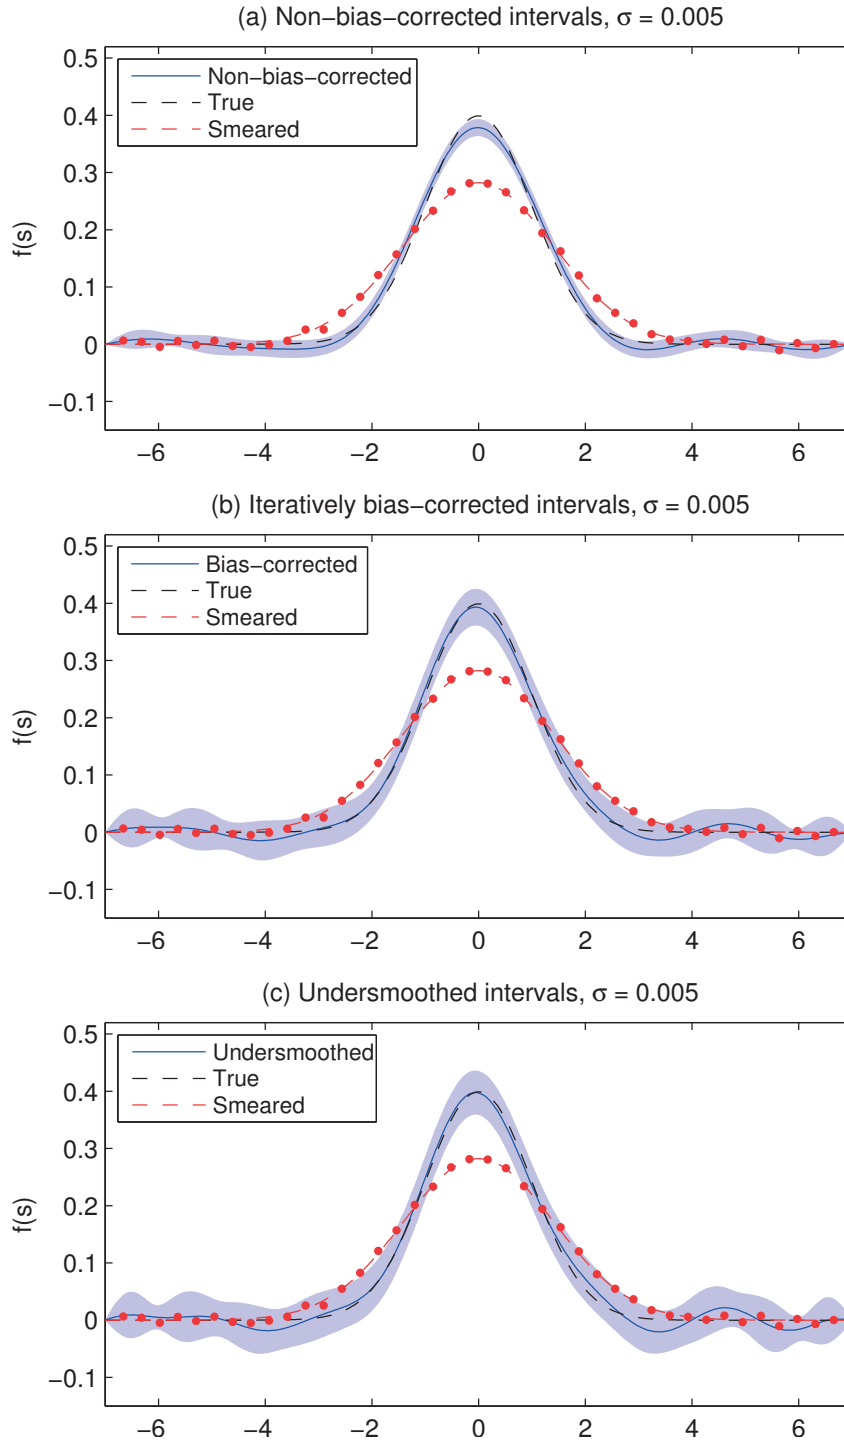 (a) Non−bias−corrected intervals, σ = 0.005
Non−bias−corrected
True
Smeared
f(s)
0.5
0.4
0.3
0.2
0.1
0
−0.1
−6
−4
−2
0
2
4
6
(b) Iteratively bias−corrected intervals, σ = 0.005
Bias−corrected
True
Smeared
f(s)
0.5
0.4
0.3
0.2
0.1
0
−0.1
−6
−4
−2
0
2
4
6
(c) Undersmoothed intervals, σ = 0.005
Undersmoothed
True
Smeared
f(s)
0.5
0.4
0.3
0.2
0.1
0
−0.1
−6
−4
−2
0
2
4
6